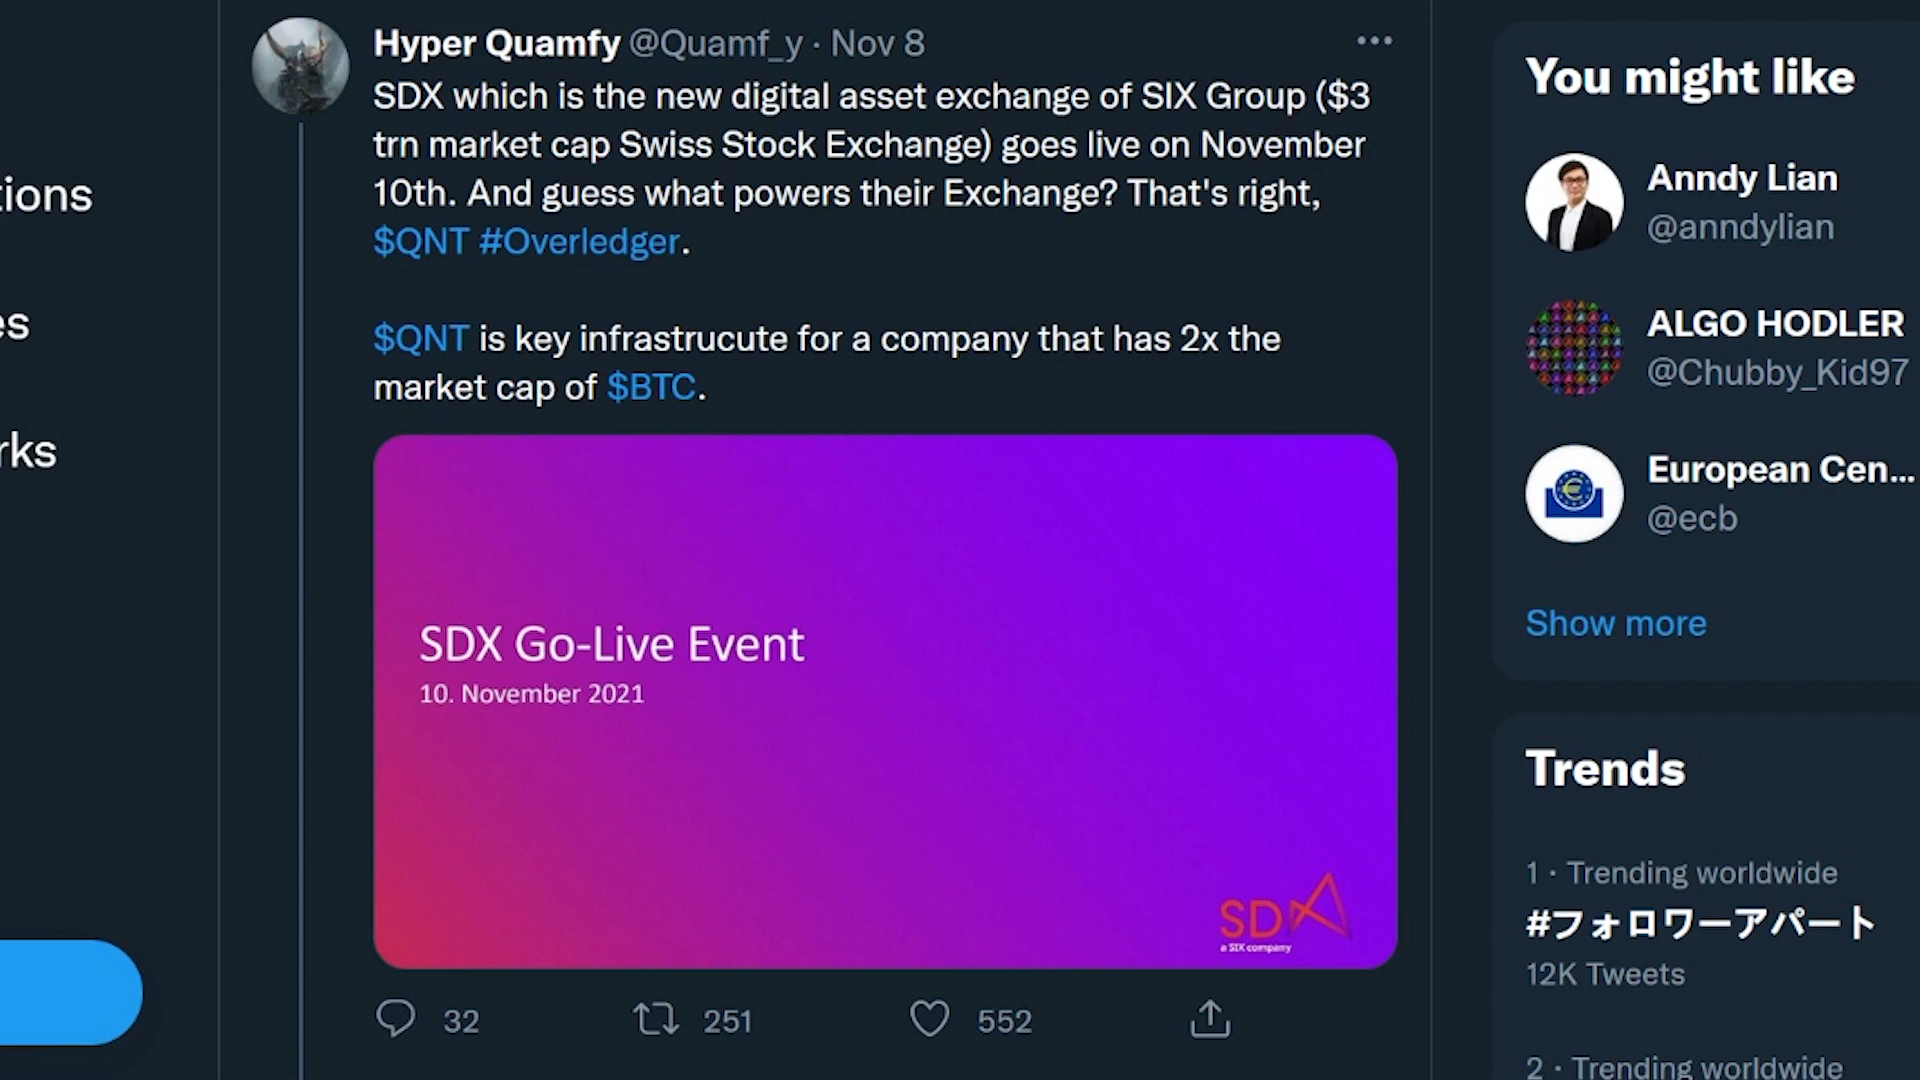 Hyper Quamfy @Quamf_y · Nov 8
SDX which is the new digital asset exchange of SIX Group ($3
trn market cap Swiss Stock Exchange) goes live on November
10th. And guess what powers their Exchange? That's right,
$QNT #Overledger.
$QNT is key infrastrucute for a company that has 2x the
market cap of $BTC.
SDX Go-Live Event
10. November 2021
SDX
a SIX company
32 251 552
tions
es
rks
You might like
Anndy Lian
@anndylian
ALGO HODLER
@Chubby_Kid97
European Cen...
@ecb
Show more
Trends
1 · Trending worldwide
#フォロワーアパート
12K Tweets
2 · Trending worldwide